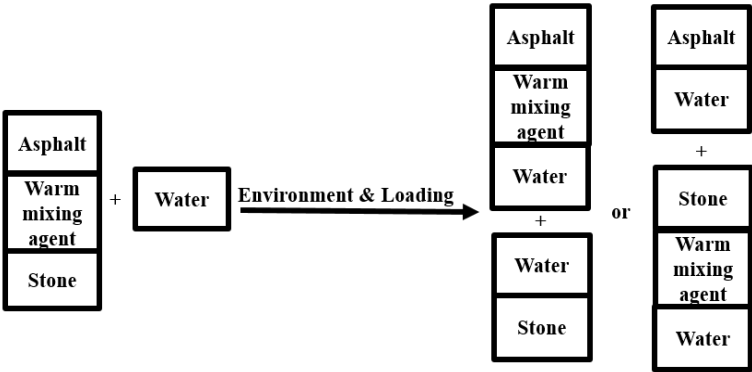 Asphalt
Warm
mixing
agent
Stone
+
Water
Environment & Loading
Asphalt
Warm
mixing
agent
Water
+
Water
Stone
or
Asphalt
Water
+
Stone
Warm
mixing
agent
Water